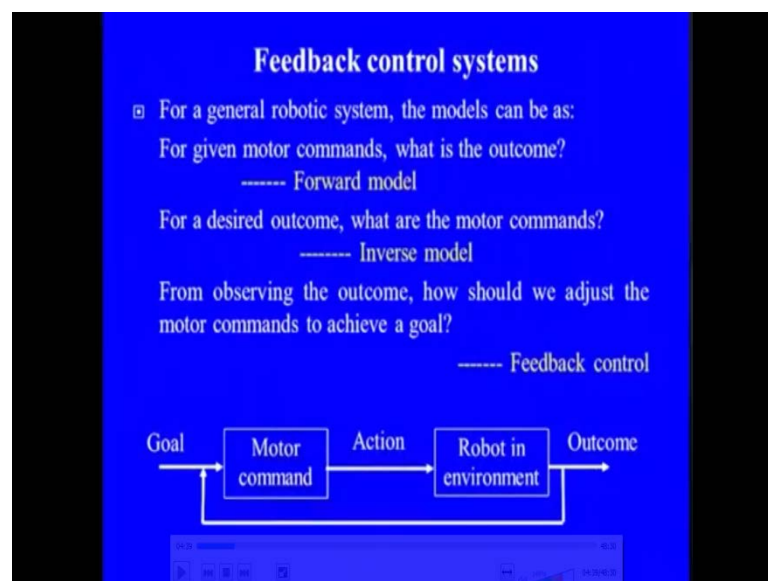 Feedback control systems
For a general robotic system, the models can be as:
For given motor commands, what is the outcome?
------- Forward model
For a desired outcome, what are the motor commands?
-------- Inverse model
From observing the outcome, how should we adjust the
motor commands to achieve a goal?
------- Feedback control
Goal
Motor
command
Action
Robot in
environment
Outcome